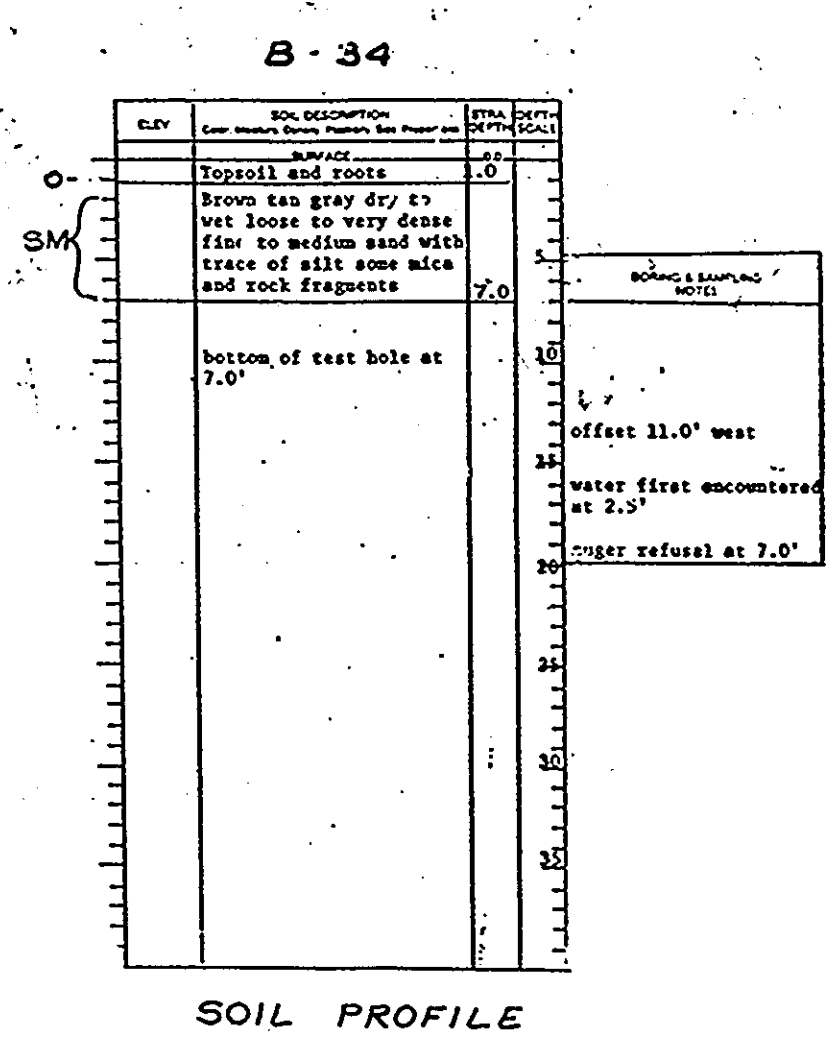 B - 34
ELEV
SOIL DESCRIPTION
STRA DEPTH
DEPTH SCALE
SURFACE
0.0
0-
Topsoil and roots
1.0
SM
Brown tan gray dry to
wet loose to very dense
fine to medium sand with
trace of silt some mica
and rock fragments
7.0
bottom of test hole at
7.0'
5
10
15
20
25
30
35
BORING & SAMPLING
NOTES
offset 11.0' west
water first encountered
at 2.5'
auger refusal at 7.0'
SOIL PROFILE